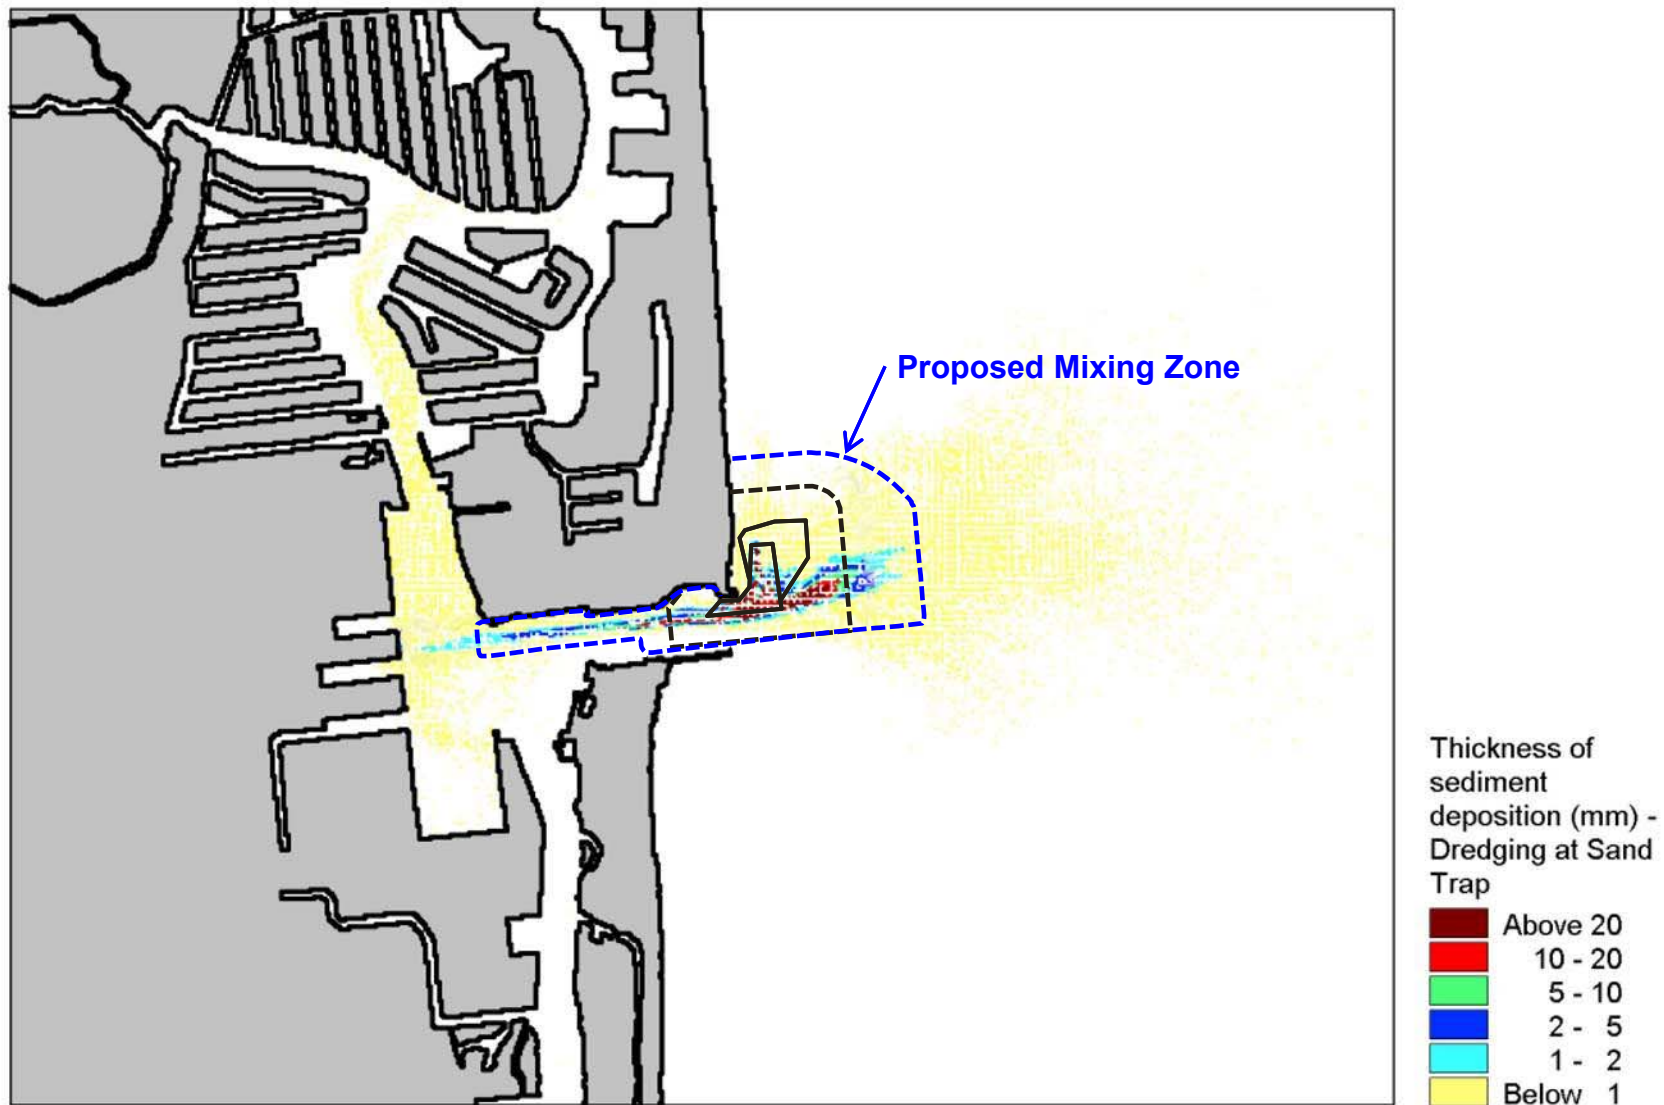 Proposed Mixing Zone
Thickness of
sediment
deposition (mm) -
Dredging at Sand
Trap
Above 20
10 - 20
5 - 10
2 - 5
1 - 2
Below 1